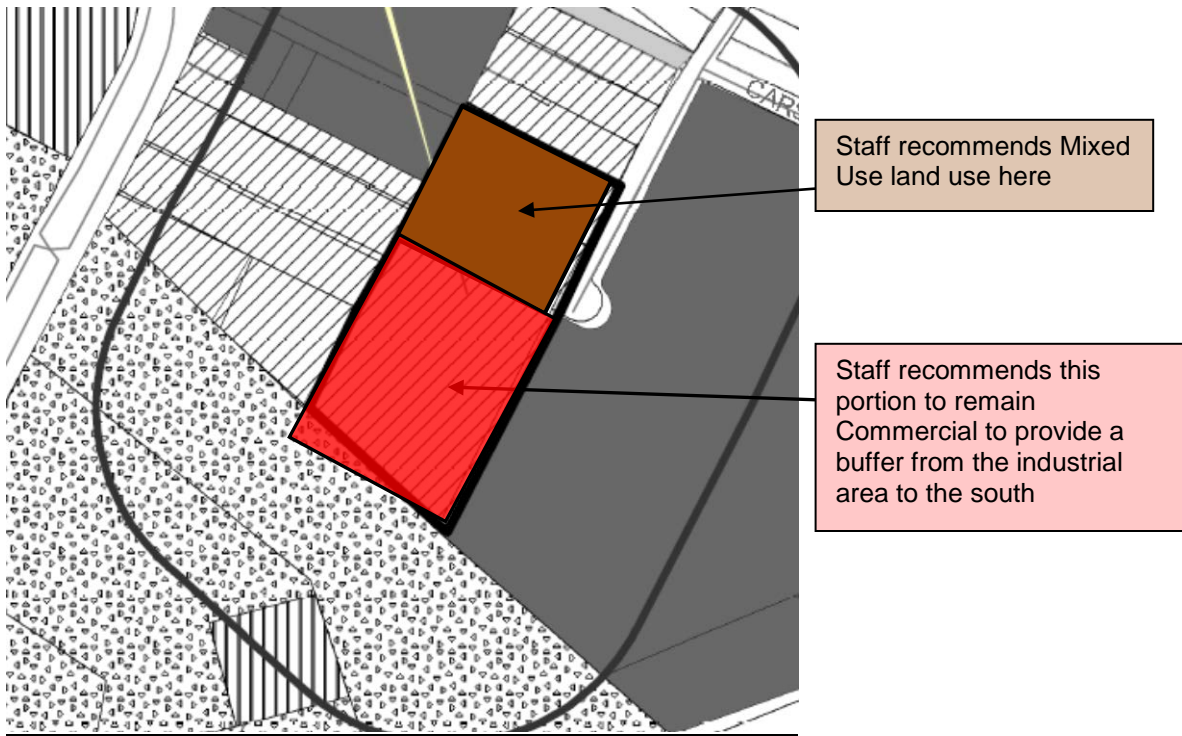 CARS
Staff recommends Mixed
Use land use here
Staff recommends this
portion to remain
Commercial to provide a
buffer from the industrial
area to the south